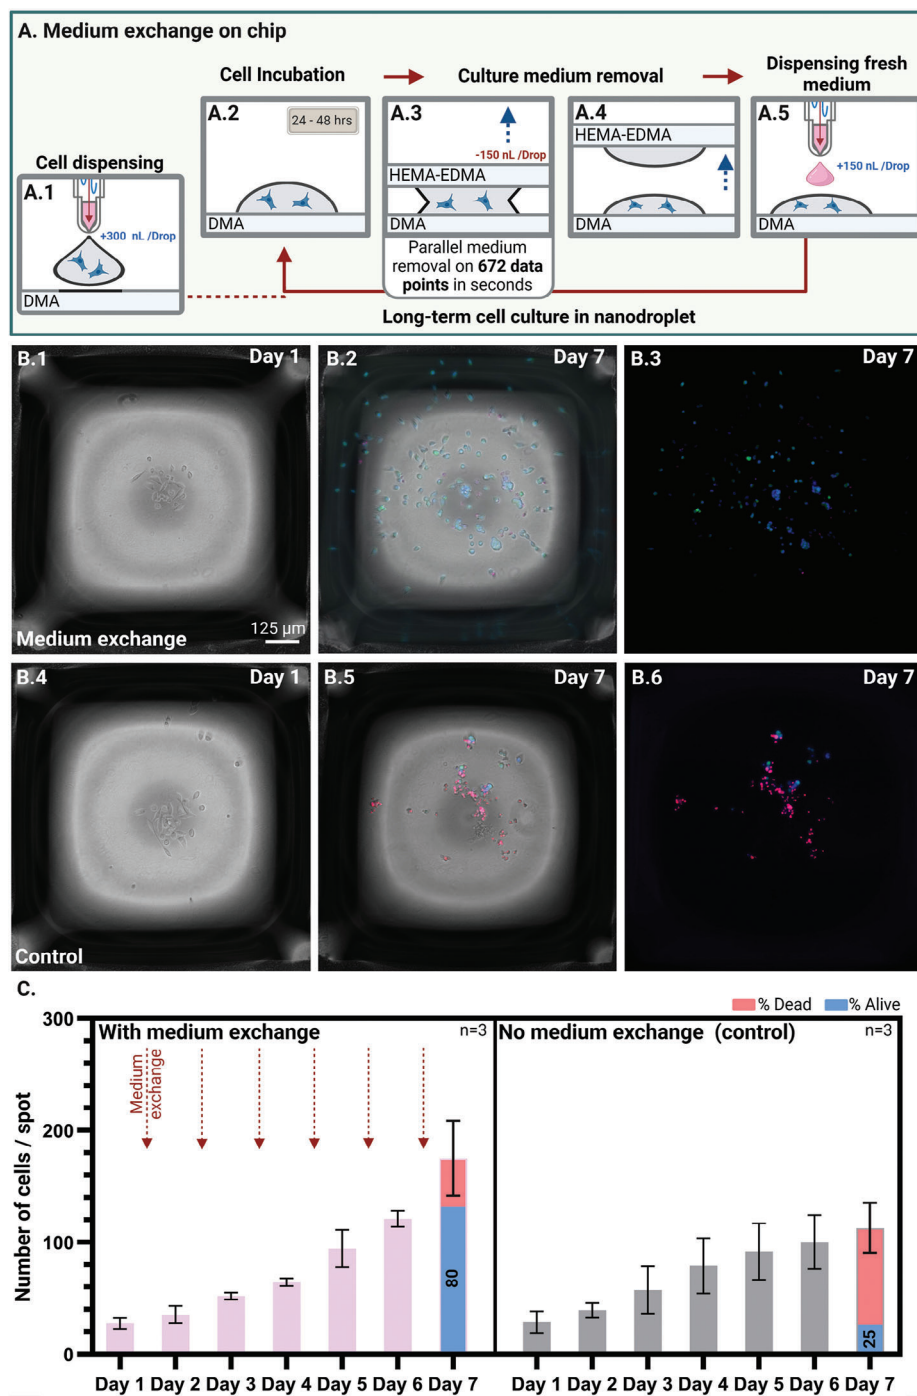 A. Medium exchange on chip
Cell Incubation
Culture medium removal
Dispensing fresh
medium
Cell dispensing
A.1
+300 nL /Drop
DMA
A.2
24 - 48 hrs
DMA
A.3
-150 nL /Drop
HEMA-EDMA
DMA
Parallel medium
removal on 672 data
points in seconds
A.4
HEMA-EDMA
DMA
A.5
+150 nL /Drop
DMA
Long-term cell culture in nanodroplet
B.1 Day 1
Medium exchange
125 µm
B.2 Day 7
B.3 Day 7
B.4 Day 1
Control
B.5 Day 7
B.6 Day 7
C.
% Dead % Alive
Number of cells / spot
300
200
100
0
With medium exchange n=3
Medium
exchange
80
Day 1 Day 2 Day 3 Day 4 Day 5 Day 6 Day 7
No medium exchange (control) n=3
25
Day 1 Day 2 Day 3 Day 4 Day 5 Day 6 Day 7